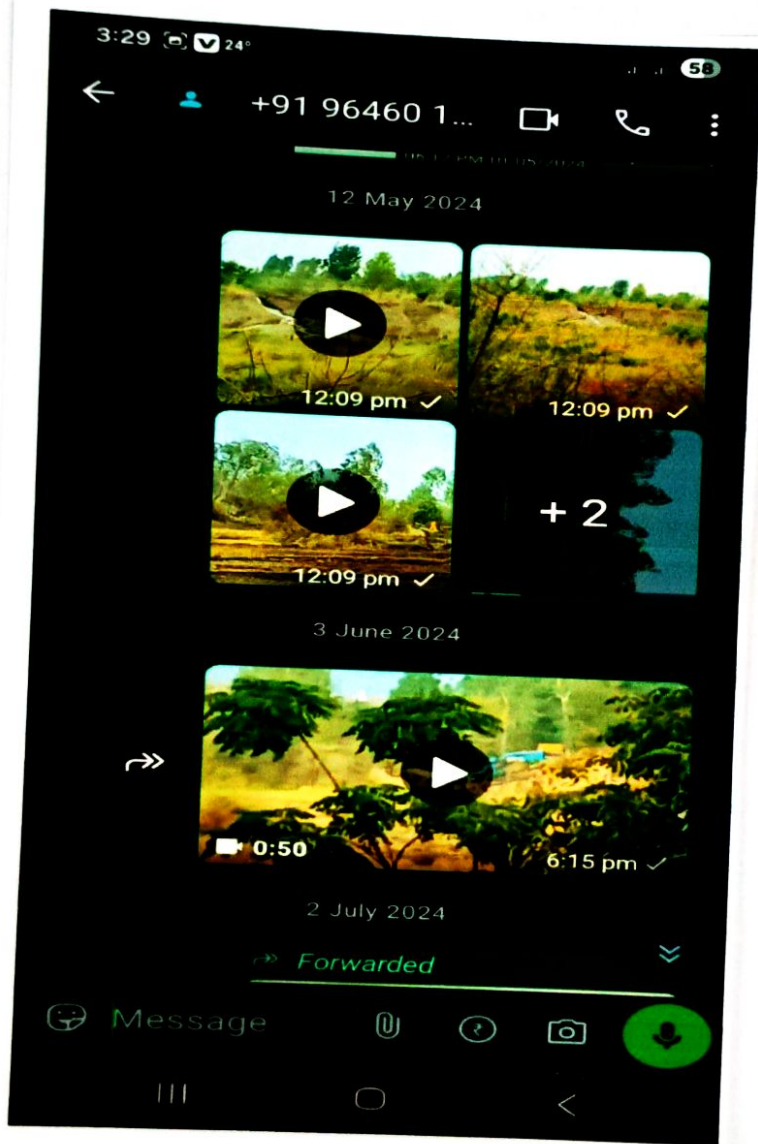 3:29 24°
58
+91 96460 1...
12 May 2024
12:09 pm
12:09 pm
12:09 pm
+ 2
3 June 2024
0:50
6:15 pm
2 July 2024
Forwarded
Message